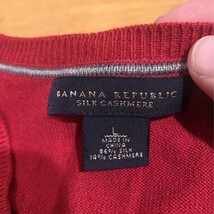 BANANA REPUBLIC
SILK CASHMERE
L
MADE IN
CHINA
86% SILK
14% CASHMERE